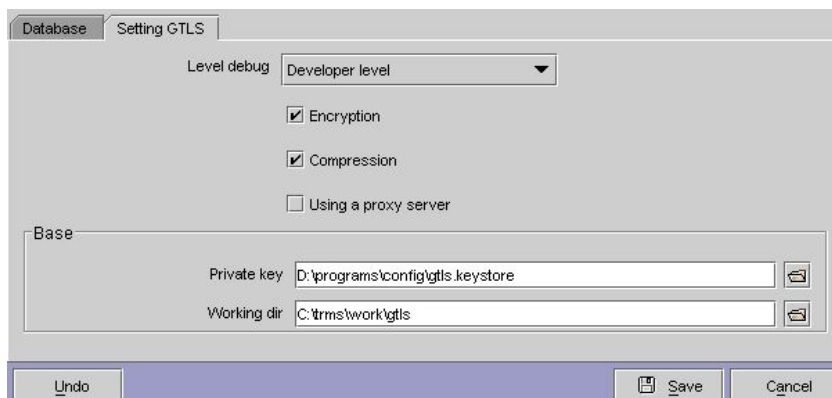 Database Setting GTLS
Level debug Developer level
Encryption
Compression
Using a proxy server
Base
Private key D:\programs\config\gtls.keystore
Working dir C:\trms\work\gtls
Undo Save Cancel